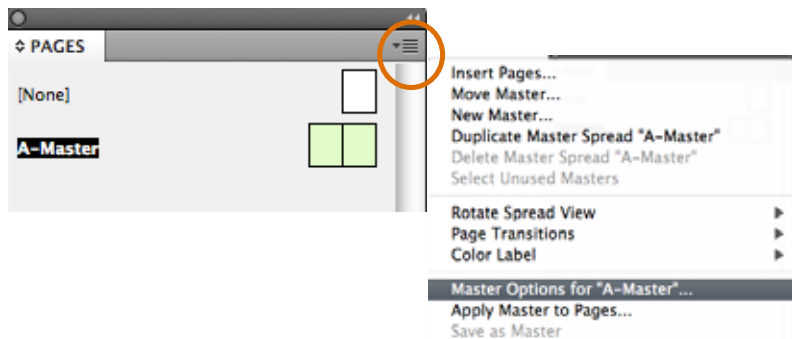 PAGES
[None]
A-Master
Insert Pages...
Move Master...
New Master...
Duplicate Master Spread "A-Master"
Delete Master Spread "A-Master"
Select Unused Masters
Rotate Spread View
Page Transitions
Color Label
Master Options for "A-Master"...
Apply Master to Pages...
Save as Master